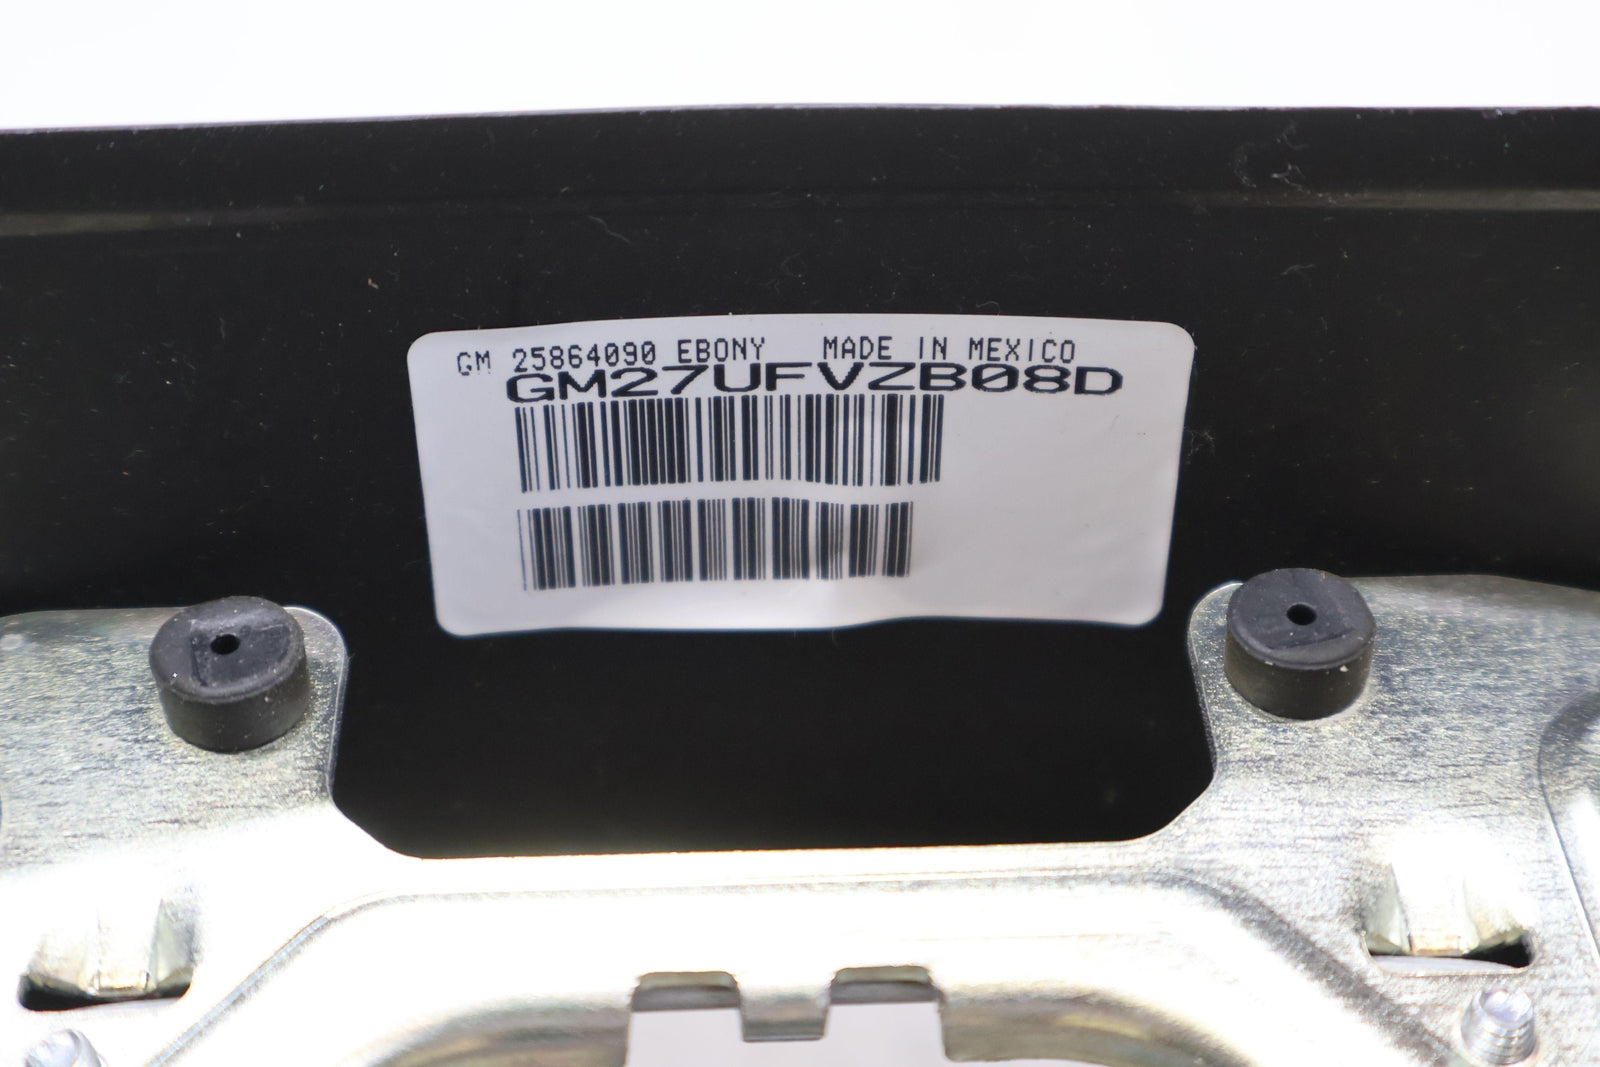 GM 25864090 EBONY MADE IN MEXICO
GM27UFVZB08D